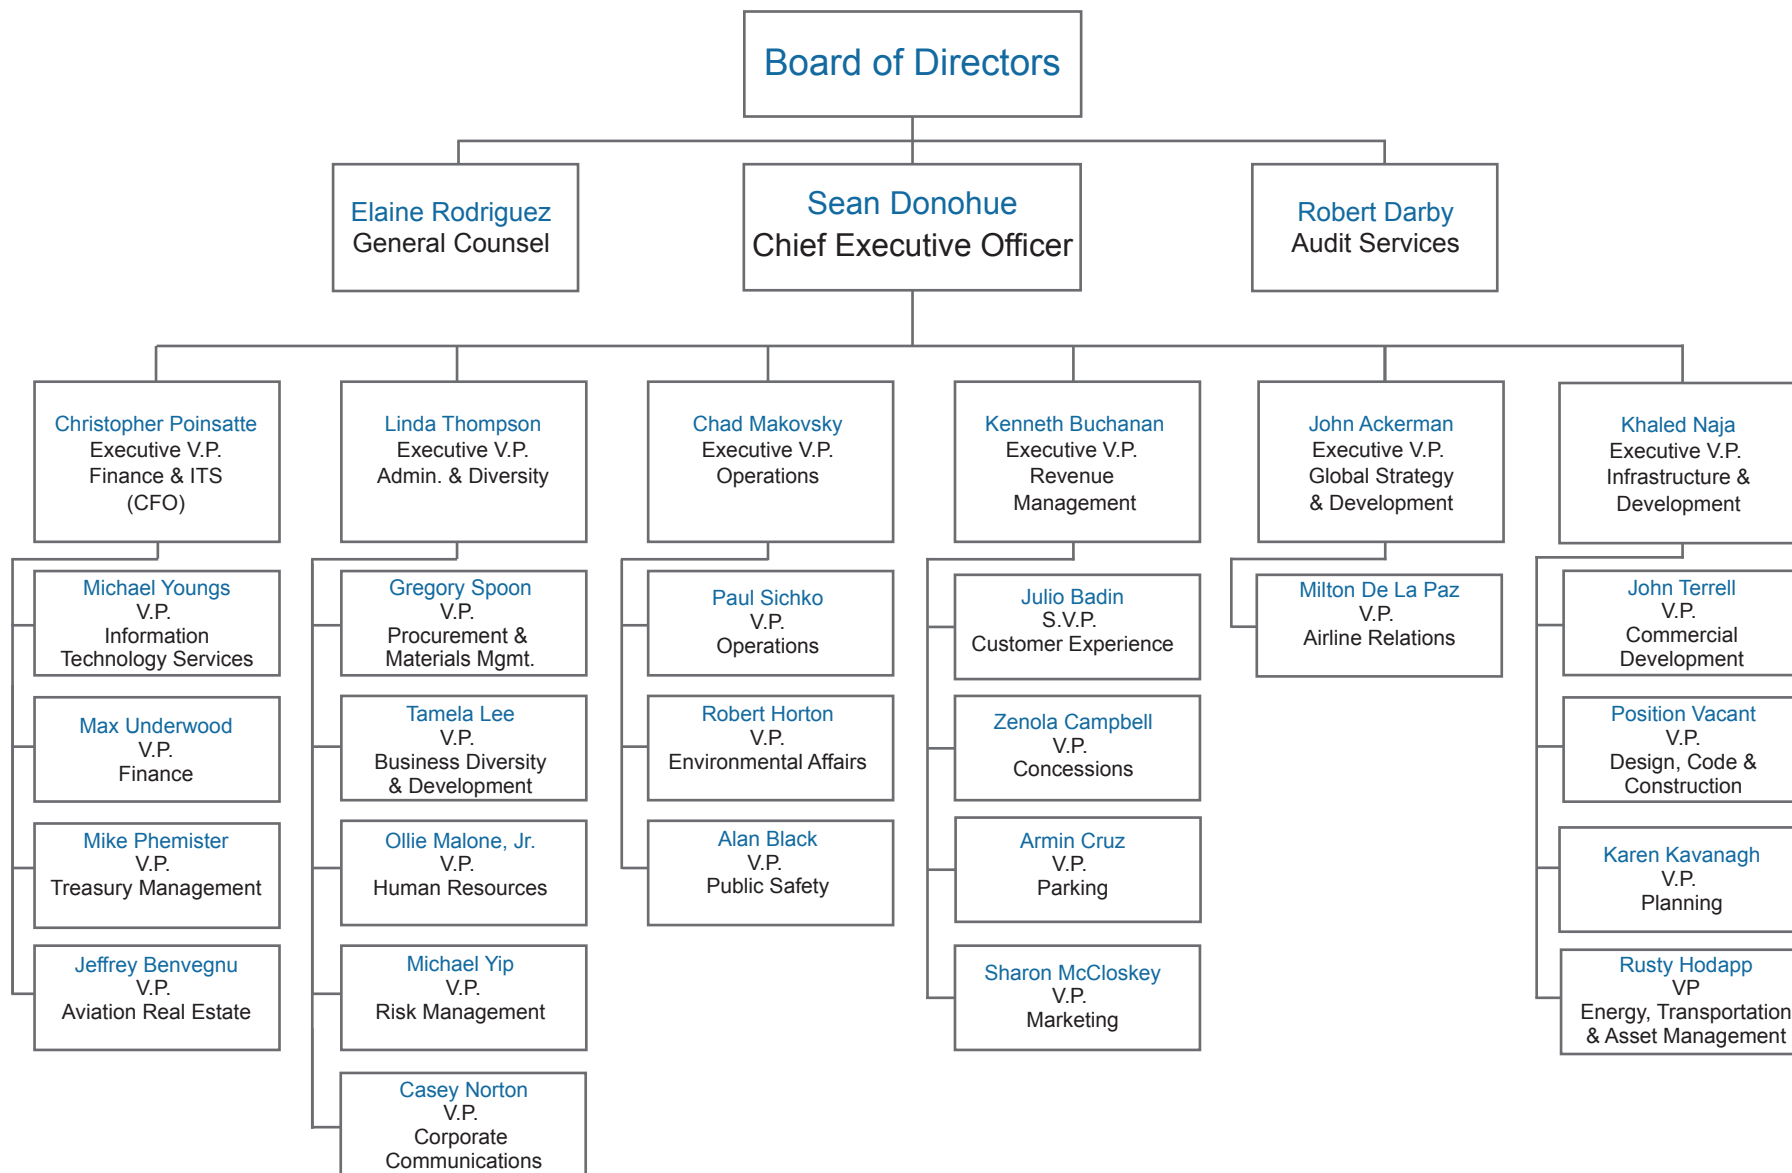 Board of Directors
Elaine Rodriguez
General Counsel
Sean Donohue
Chief Executive Officer
Robert Darby
Audit Services
Christopher Poinsatte
Executive V.P.
Finance & ITS
(CFO)
Linda Thompson
Executive V.P.
Admin. & Diversity
Chad Makovsky
Executive V.P.
Operations
Kenneth Buchanan
Executive V.P.
Revenue
Management
John Ackerman
Executive V.P.
Global Strategy
& Development
Khaled Naja
Executive V.P.
Infrastructure &
Development
Michael Youngs
V.P.
Information
Technology Services
Max Underwood
V.P.
Finance
Mike Phemister
V.P.
Treasury Management
Jeffrey Benvegnu
V.P.
Aviation Real Estate
Gregory Spoon
V.P.
Procurement &
Materials Mgmt.
Tamela Lee
V.P.
Business Diversity
& Development
Ollie Malone, Jr.
V.P.
Human Resources
Michael Yip
V.P.
Risk Management
Casey Norton
V.P.
Corporate
Communications
Paul Sichko
V.P.
Operations
Robert Horton
V.P.
Environmental Affairs
Alan Black
V.P.
Public Safety
Julio Badin
S.V.P.
Customer Experience
Zenola Campbell
V.P.
Concessions
Armin Cruz
V.P.
Parking
Sharon McCloskey
V.P.
Marketing
Milton De La Paz
V.P.
Airline Relations
John Terrell
V.P.
Commercial
Development
Position Vacant
V.P.
Design, Code &
Construction
Karen Kavanagh
V.P.
Planning
Rusty Hodapp
VP
Energy, Transportation
& Asset Management